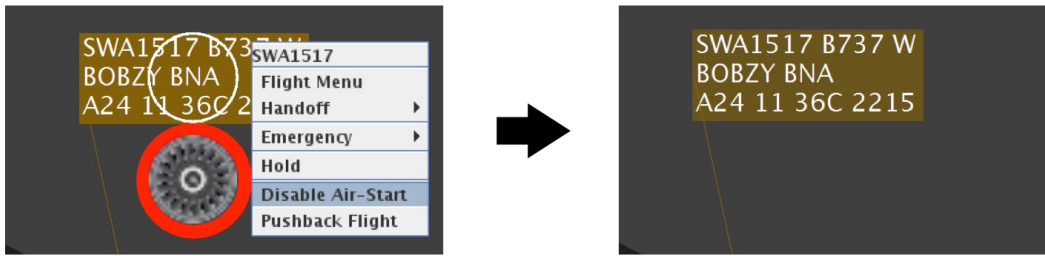 SWA1517 B737 W
BOBZY BNA
A24 11 36C 2
SWA1517
Flight Menu
Handoff
Emergency
Hold
Disable Air-Start
Pushback Flight
SWA1517 B737 W
BOBZY BNA
A24 11 36C 2215